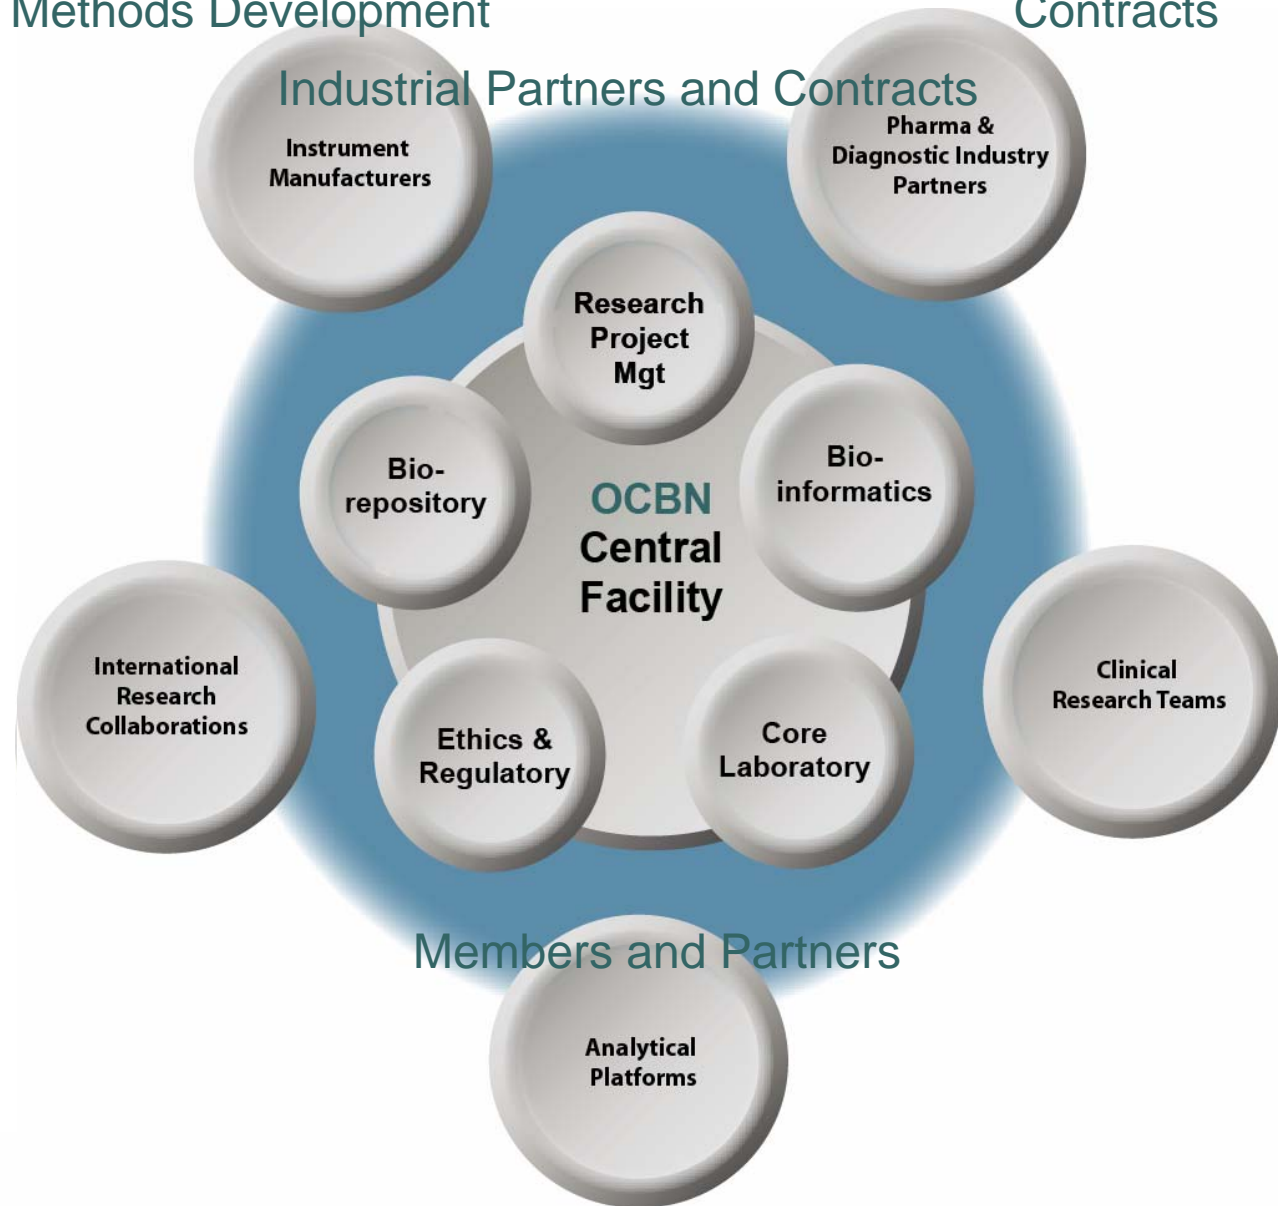 Methods Development
Contracts
Industrial Partners and Contracts
Instrument
Manufacturers
Pharma &
Diagnostic Industry
Partners
Research
Project
Mgt
Bio-
repository
Bio-
informatics
OCBN
Central
Facility
International
Research
Collaborations
Clinical
Research Teams
Ethics &
Regulatory
Core
Laboratory
Members and Partners
Analytical
Platforms